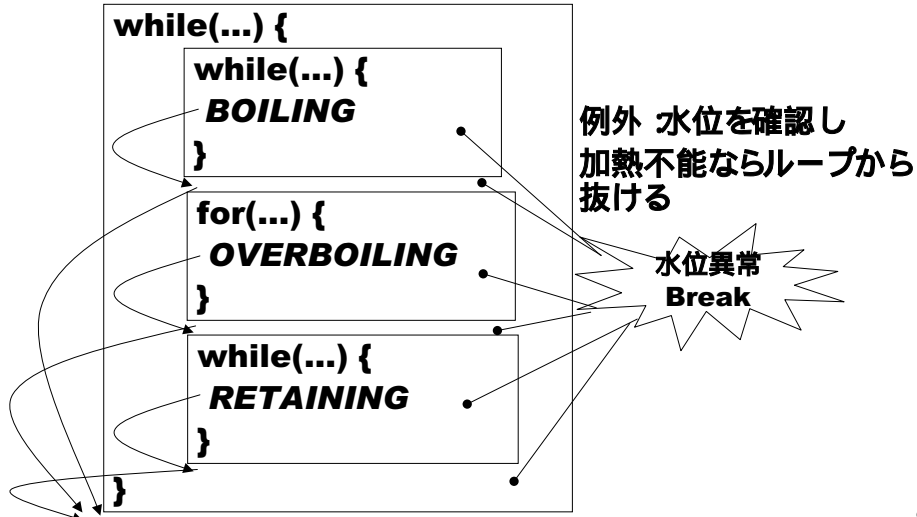 while(...) {
while(...) {
BOILING
}
例外 水位を確認し
加熱不能ならループから
抜ける
for(...) {
OVERBOILING
}
水位異常
Break
while(...) {
RETAINING
}
}